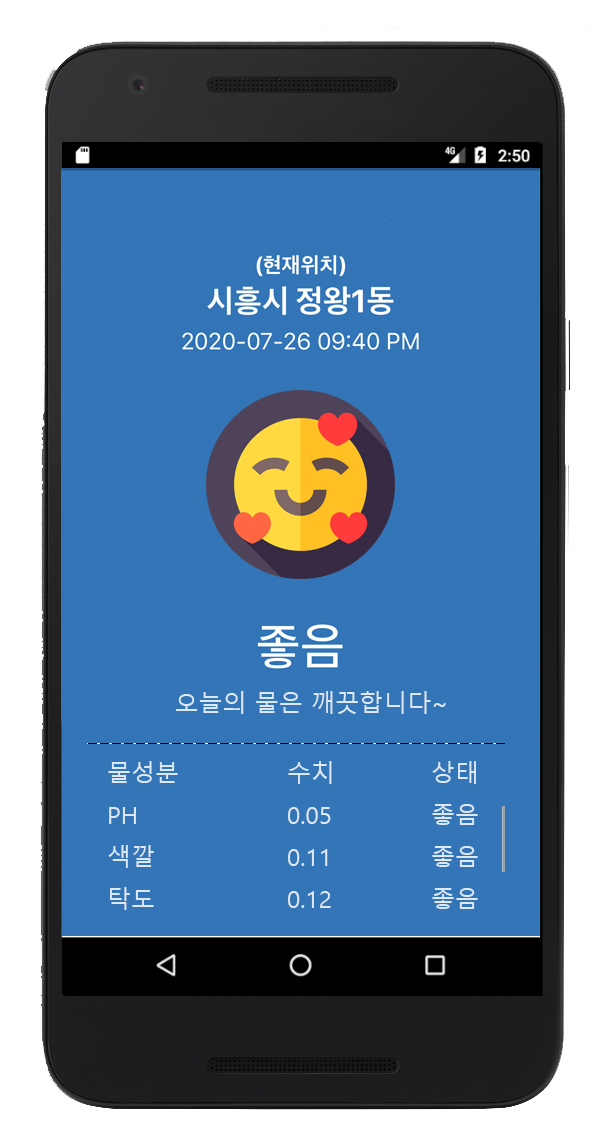 4G 2:50
(현재위치)
시흥시 정왕1동
2020-07-26 09:40 PM
좋음
오늘의 물은 깨끗합니다~
물성분 수치 상태
PH 0.05 좋음
색깔 0.11 좋음
탁도 0.12 좋음